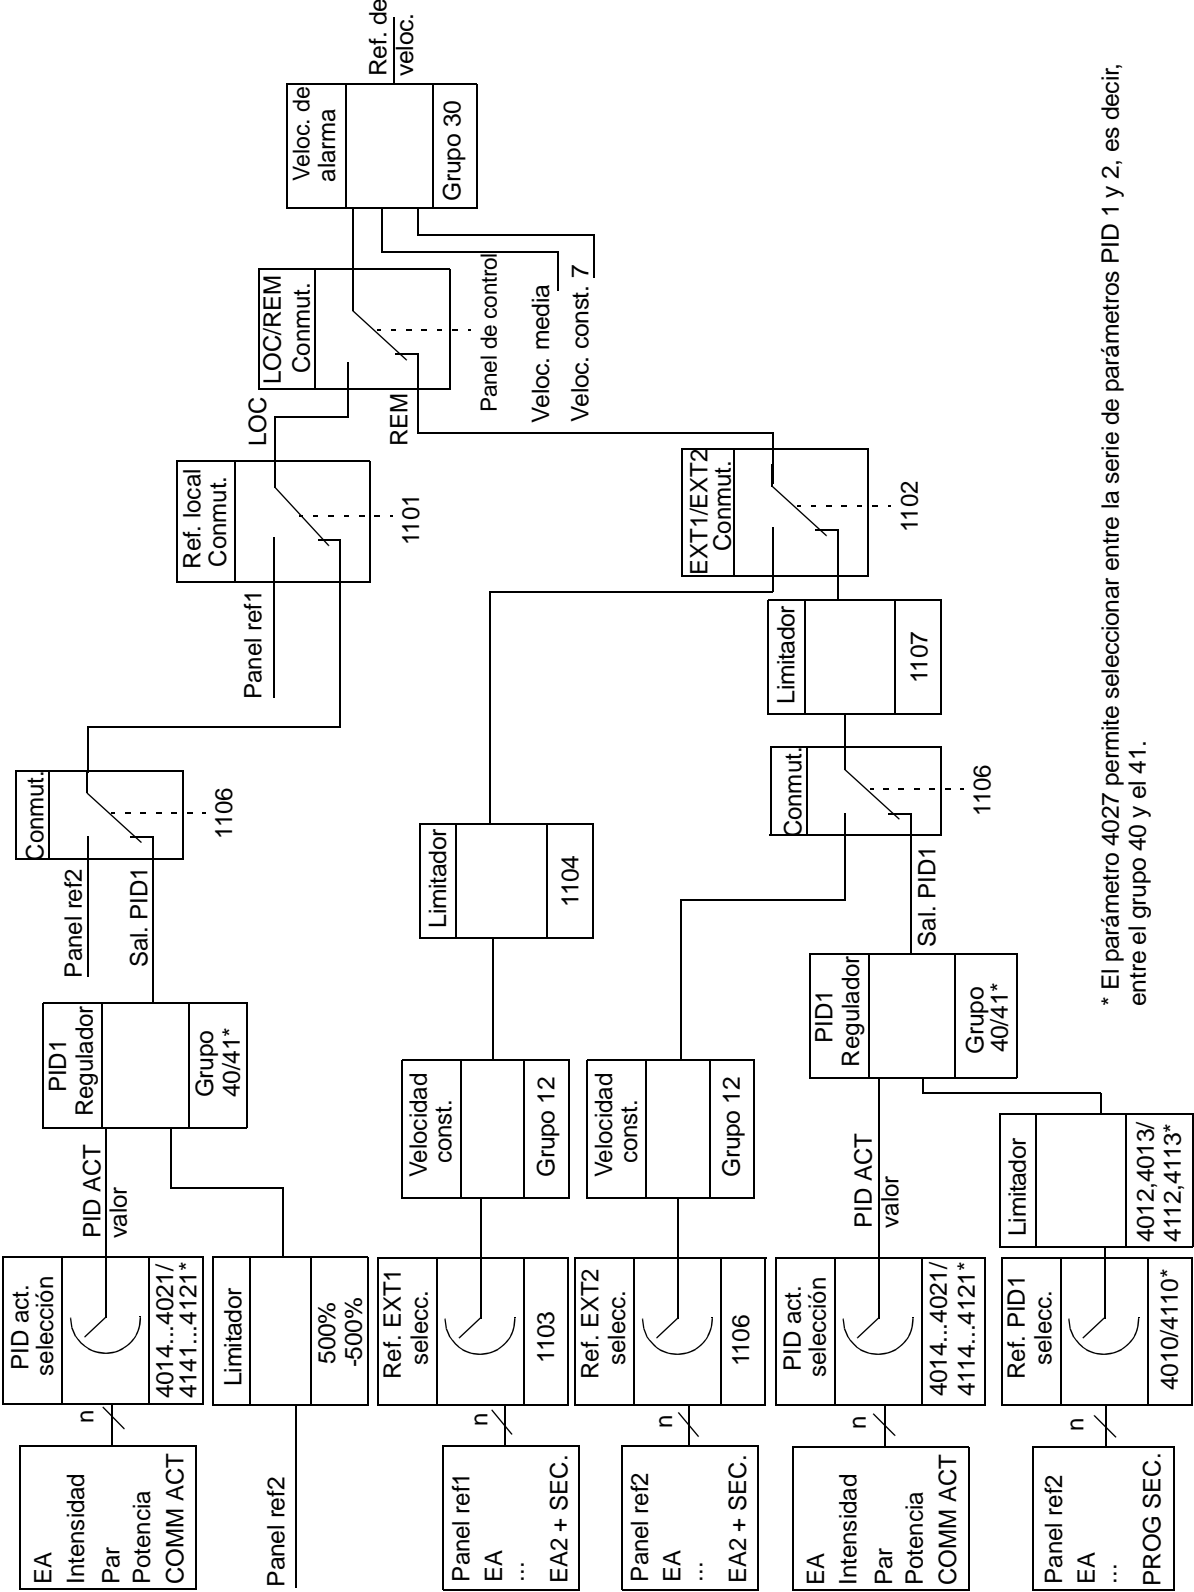 EA
Intensidad
Par
Potencia
COMM ACT
n
PID act.
selección
4014...4021/
4141...4121*
PID ACT
valor
Panel ref2
Limitador
500%
-500%
PID1
Regulador
Grupo
40/41*
Panel ref2
Sal. PID1
Conmut.
1106
Panel ref1
Ref. local
Conmut.
1101
LOC
REM
LOC/REM
Conmut.
Panel de control
Veloc. media
Veloc. const. 7
Veloc. de
alarma
Grupo 30
Ref. de
veloc.
Panel ref1
EA
...
EA2 + SEC.
n
Ref. EXT1
selecc.
1103
Velocidad
const.
Grupo 12
Limitador
1104
EXT1/EXT2
Conmut.
1102
Panel ref2
EA
...
EA2 + SEC.
n
Ref. EXT2
selecc.
1106
Velocidad
const.
Grupo 12
Conmut.
1106
Limitador
1107
EA
Intensidad
Par
Potencia
COMM ACT
n
PID act.
selección
4014...4021/
4114...4121*
PID ACT
valor
PID1
Regulador
Grupo
40/41*
Sal. PID1
Panel ref2
EA
...
PROG SEC.
n
Ref. PID1
selecc.
4010/4110*
Limitador
4012,4013/
4112,4113*
* El parámetro 4027 permite seleccionar entre la serie de parámetros PID 1 y 2, es decir,
entre el grupo 40 y el 41.